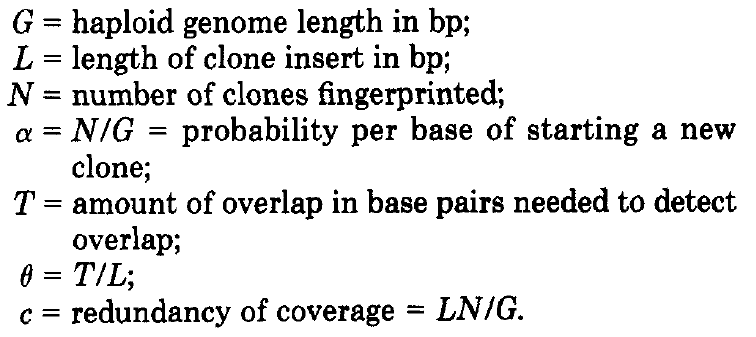 G = haploid genome length in bp;
L = length of clone insert in bp;
N = number of clones fingerprinted;
α = N/G = probability per base of starting a new
clone;
T = amount of overlap in base pairs needed to detect
overlap;
θ = T/L;
c = redundancy of coverage = LN/G.